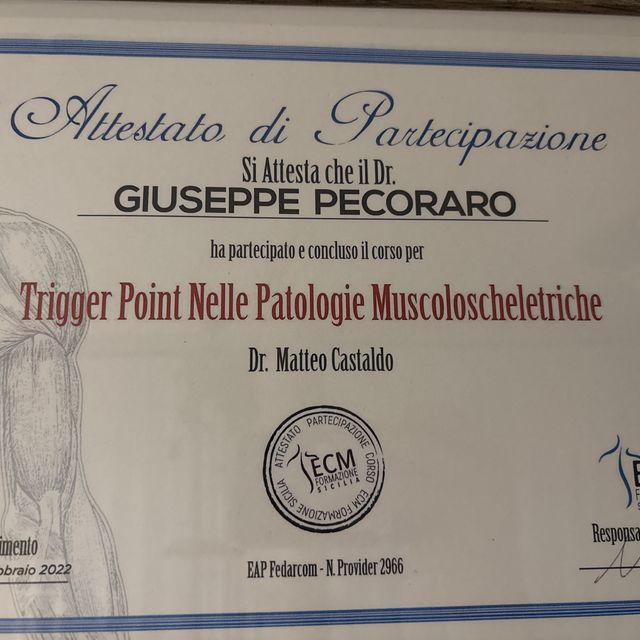 Attestato di Partecipazione
Si Attesta che il Dr.
GIUSEPPE PECORARO
ha partecipato e concluso il corso per
Trigger Point Nelle Patologie Muscoloscheletriche
Dr. Matteo Castaldo
ATTESTATO PARTECIPAZIONE CORSO ECM FORMAZIONE SICILIA
ECM
FORMAZIONE
SICILIA
imento
bbraio 2022
EAP Fedarcom - N. Provider 2966
Responsa